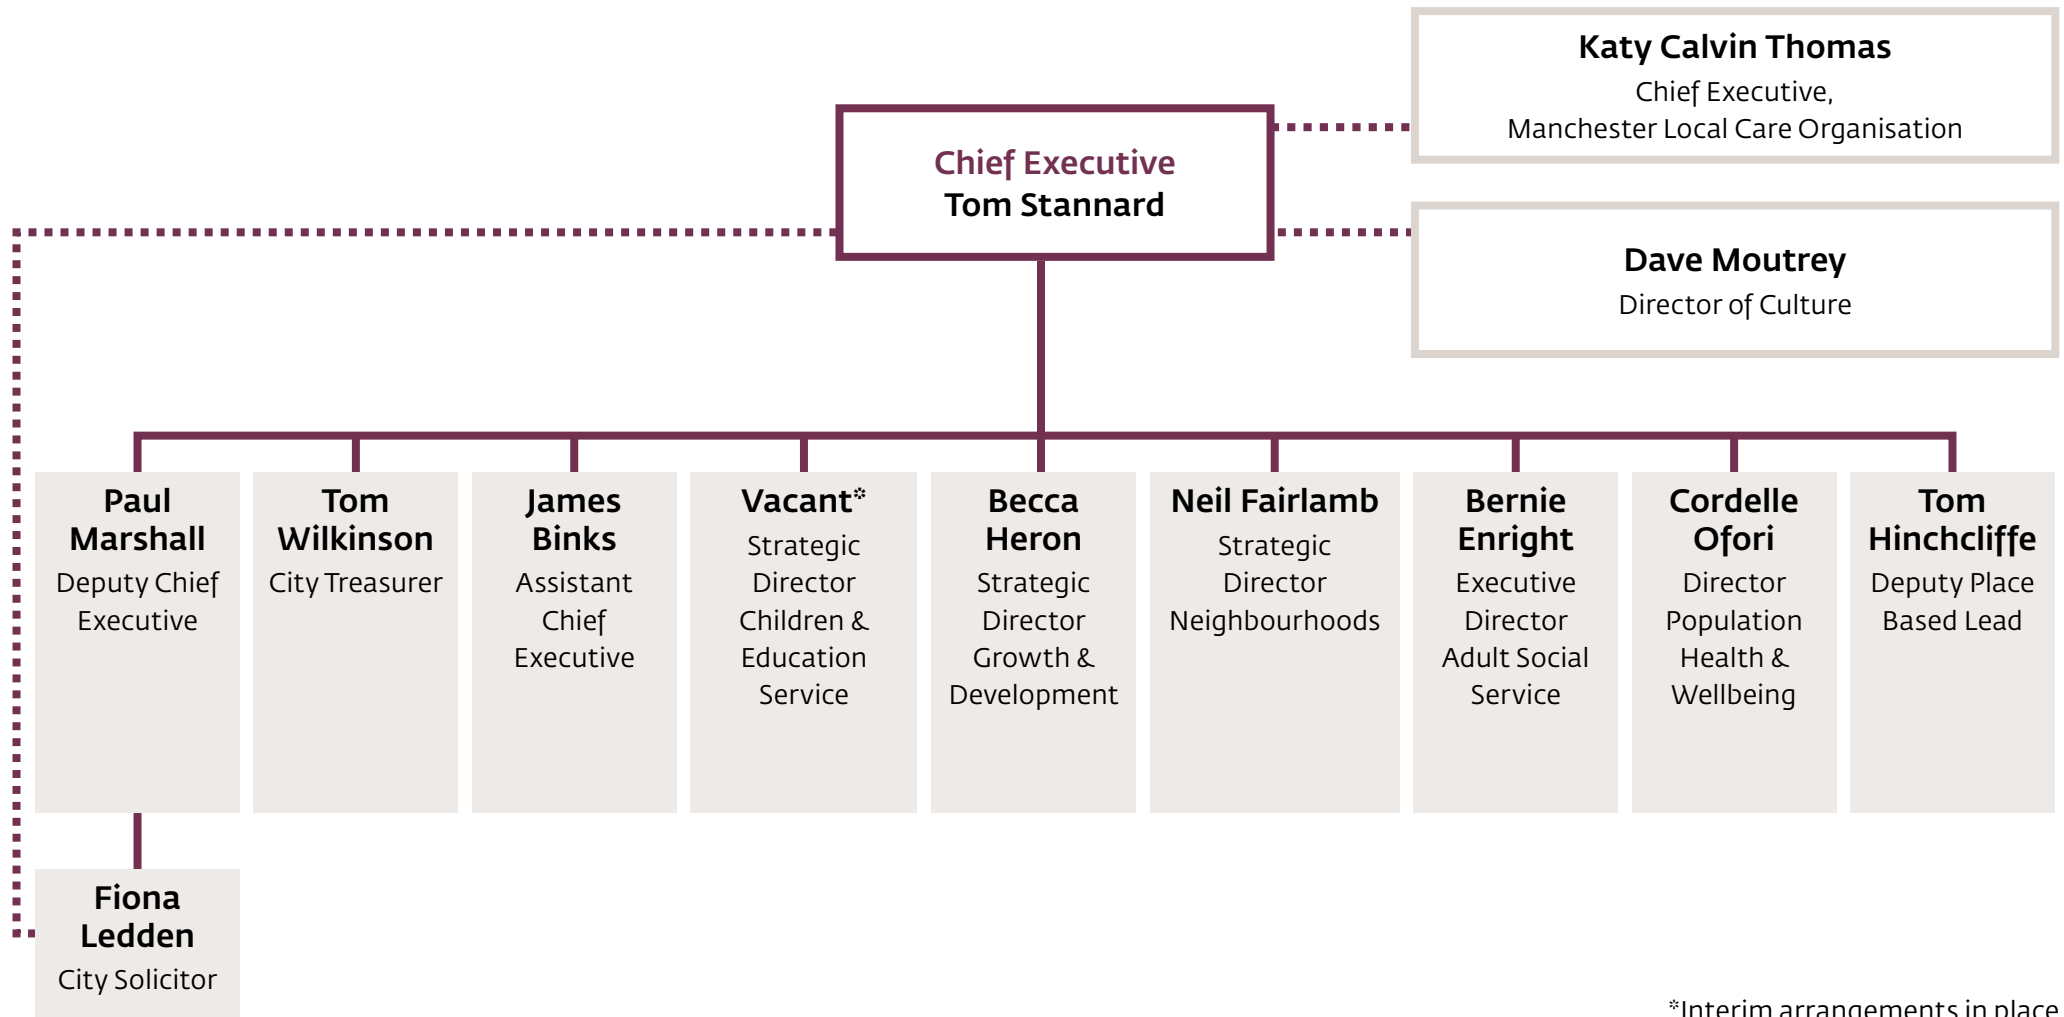 Katy Calvin Thomas
Chief Executive,
Manchester Local Care Organisation
Chief Executive
Tom Stannard
Dave Moutrey
Director of Culture
Paul
Marshall
Deputy Chief
Executive
Tom
Wilkinson
City Treasurer
James
Binks
Assistant
Chief
Executive
Vacant*
Strategic
Director
Children &
Education
Service
Becca
Heron
Strategic
Director
Growth &
Development
Neil Fairlamb
Strategic
Director
Neighbourhoods
Bernie
Enright
Executive
Director
Adult Social
Service
Cordelle
Ofori
Director
Population
Health &
Wellbeing
Tom
Hinchcliffe
Deputy Place
Based Lead
Fiona
Ledden
City Solicitor
*Interim arrangements in place